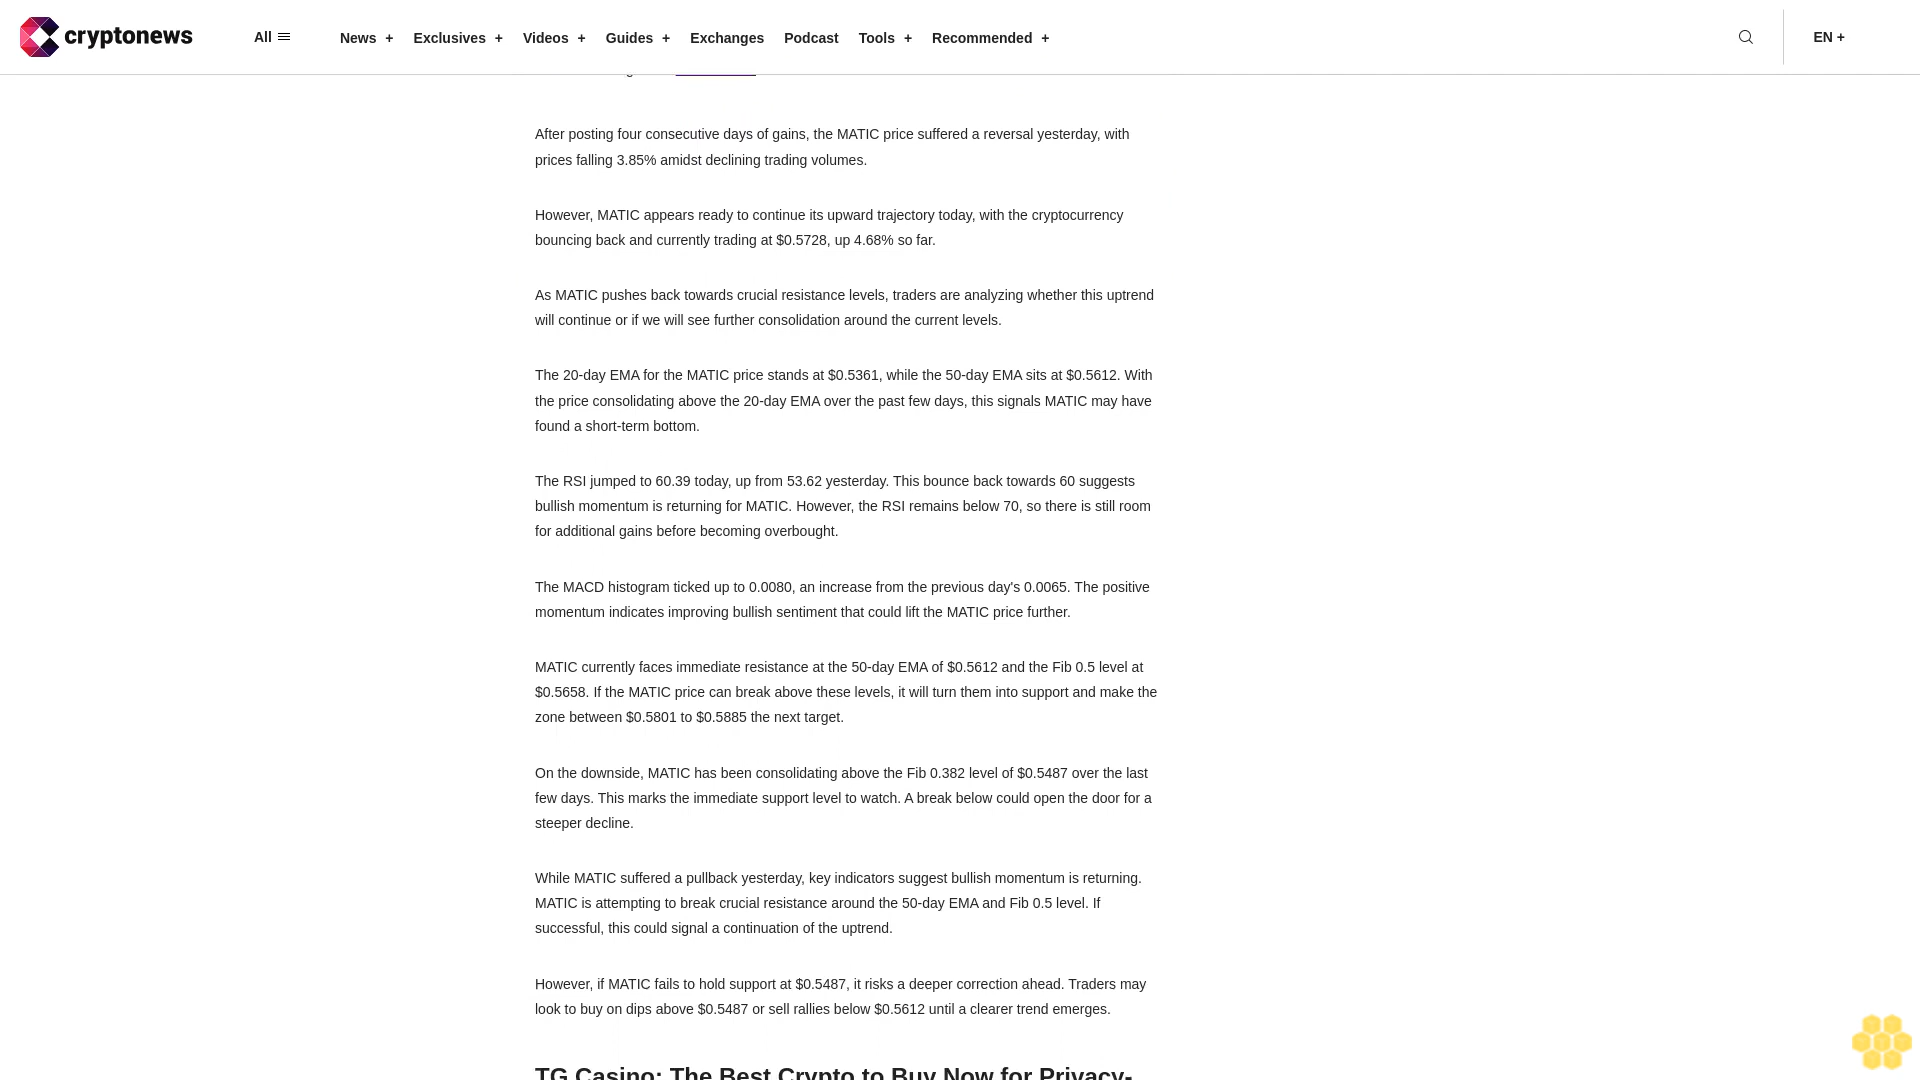 cryptonews
All
News +
Exclusives +
Videos +
Guides +
Exchanges
Podcast
Tools +
Recommended +
EN +
After posting four consecutive days of gains, the MATIC price suffered a reversal yesterday, with
prices falling 3.85% amidst declining trading volumes.
However, MATIC appears ready to continue its upward trajectory today, with the cryptocurrency
bouncing back and currently trading at $0.5728, up 4.68% so far.
As MATIC pushes back towards crucial resistance levels, traders are analyzing whether this uptrend
will continue or if we will see further consolidation around the current levels.
The 20-day EMA for the MATIC price stands at $0.5361, while the 50-day EMA sits at $0.5612. With
the price consolidating above the 20-day EMA over the past few days, this signals MATIC may have
found a short-term bottom.
The RSI jumped to 60.39 today, up from 53.62 yesterday. This bounce back towards 60 suggests
bullish momentum is returning for MATIC. However, the RSI remains below 70, so there is still room
for additional gains before becoming overbought.
The MACD histogram ticked up to 0.0080, an increase from the previous day's 0.0065. The positive
momentum indicates improving bullish sentiment that could lift the MATIC price further.
MATIC currently faces immediate resistance at the 50-day EMA of $0.5612 and the Fib 0.5 level at
$0.5658. If the MATIC price can break above these levels, it will turn them into support and make the
zone between $0.5801 to $0.5885 the next target.
On the downside, MATIC has been consolidating above the Fib 0.382 level of $0.5487 over the last
few days. This marks the immediate support level to watch. A break below could open the door for a
steeper decline.
While MATIC suffered a pullback yesterday, key indicators suggest bullish momentum is returning.
MATIC is attempting to break crucial resistance around the 50-day EMA and Fib 0.5 level. If
successful, this could signal a continuation of the uptrend.
However, if MATIC fails to hold support at $0.5487, it risks a deeper correction ahead. Traders may
look to buy on dips above $0.5487 or sell rallies below $0.5612 until a clearer trend emerges.
TG Casino: The Best Crypto to Buy Now for Privacy-